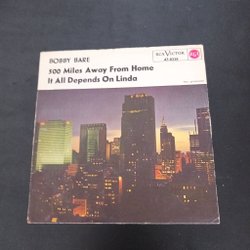 BOBBY BARE
RCA VICTOR
500 Miles Away From Home
It All Depends On Linda